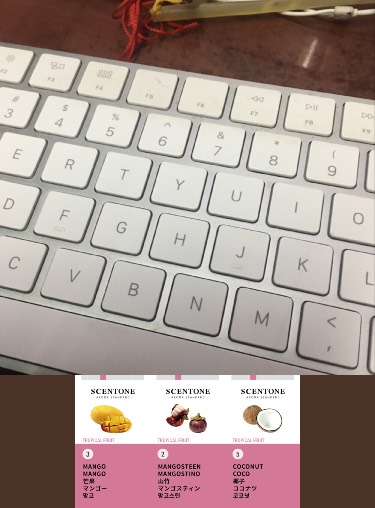 F2 F3 F4 F5 F6 F7 F8
# $ % ^ & * (
3 4 5 6 7 8 9
E R T Y U I O
D F G H J K L
C V B N M < ,
SCENTONE SCENTONE SCENTONE
TROPICAL FRUIT TROPICAL FRUIT TROPICAL FRUIT
3 2 5
MANGO MANGOSTEEN COCONUT
MANGO MANGOSTINO COCO
芒果 山竹 椰子
マンゴー マンゴスティン ココナツ
망고 망고스틴 코코넛